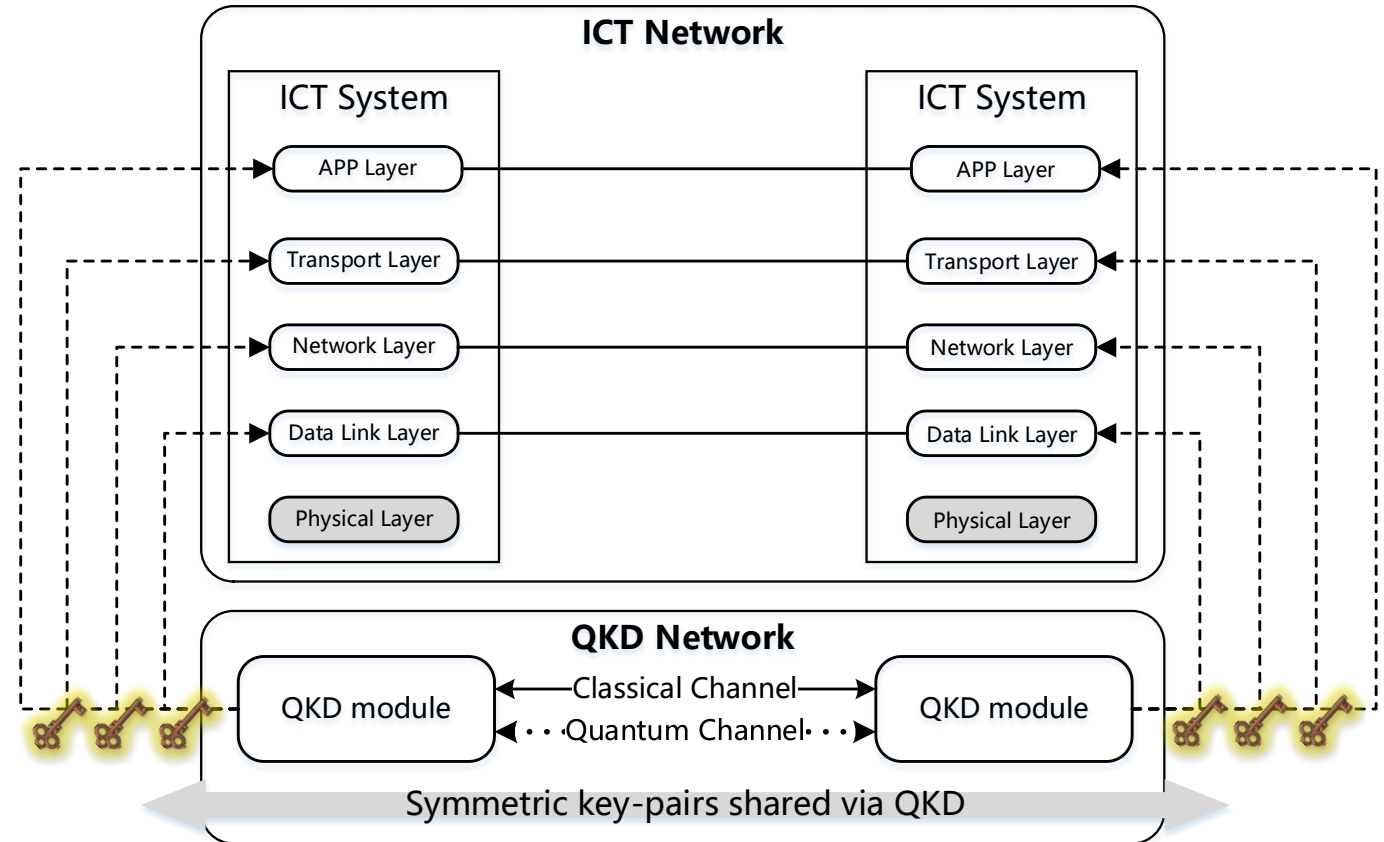 ICT Network
ICT System
ICT System
APP Layer
APP Layer
Transport Layer
Transport Layer
Network Layer
Network Layer
Data Link Layer
Data Link Layer
Physical Layer
Physical Layer
QKD Network
QKD module
Classical Channel
Quantum Channel
QKD module
Symmetric key-pairs shared via QKD